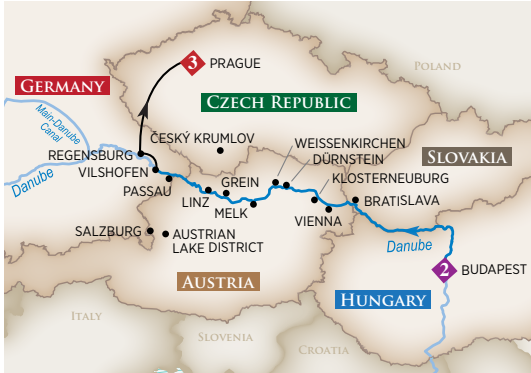 POLAND
3 PRAGUE
GERMANY
CZECH REPUBLIC
Main-Danube
Canal
ČESKÝ KRUMLOV
WEISSENKIRCHEN
REGENSBURG
DÜRNSTEIN
SLOVAKIA
VILSHOFEN
KLOSTERNEUBURG
Danube
PASSAU
GREIN
LINZ
BRATISLAVA
MELK
VIENNA
SALZBURG
AUSTRIAN
LAKE DISTRICT
Danube
2 BUDAPEST
AUSTRIA
HUNGARY
ITALY
SLOVENIA
CROATIA